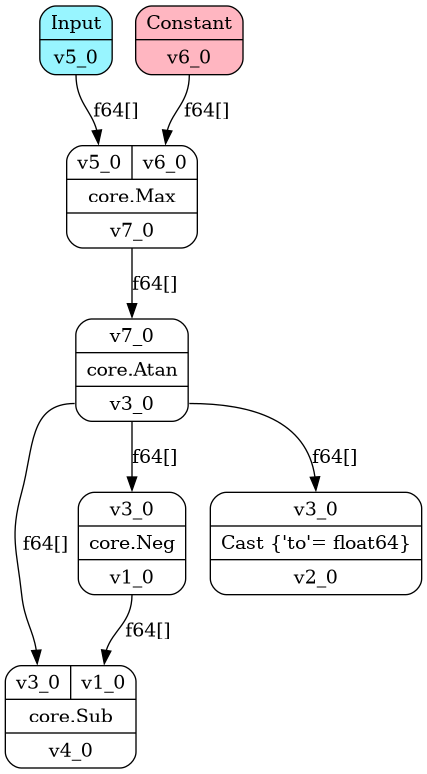 Input
v5_0
Constant
v6_0
f64[]
f64[]
v5_0
v6_0
core.Max
v7_0
f64[]
v7_0
core.Atan
v3_0
f64[]
f64[]
f64[]
v3_0
core.Neg
v1_0
v3_0
Cast {'to'= float64}
v2_0
f64[]
v3_0
v1_0
core.Sub
v4_0